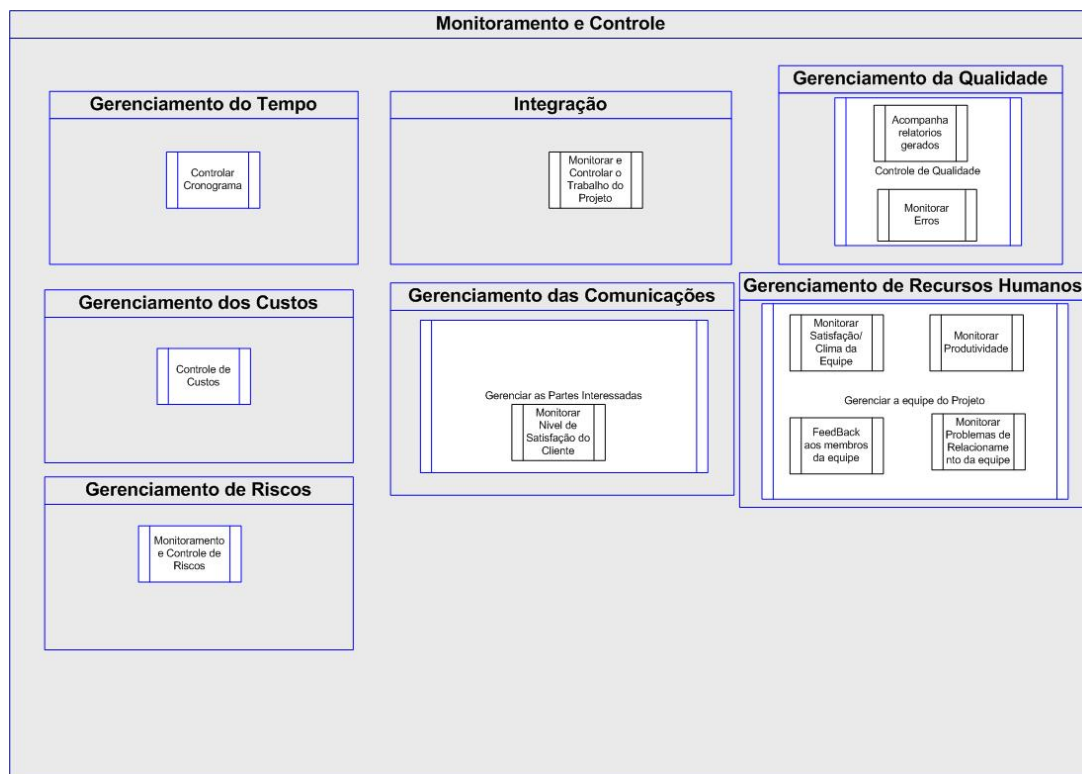 Monitoramento e Controle
Gerenciamento do Tempo
Controlar
Cronograma
Integração
Monitorar e
Controlar o
Trabalho do
Projeto
Gerenciamento da Qualidade
Acompanha
relatorios
gerados
Controle de Qualidade
Monitorar
Erros
Gerenciamento dos Custos
Controle de
Custos
Gerenciamento das Comunicações
Gerenciar as Partes Interessadas
Monitorar
Nivel de
Satisfação do
Cliente
Gerenciamento de Recursos Humanos
Monitorar
Satisfação/
Clima da
Equipe
Monitorar
Produtividade
Gerenciar a equipe do Projeto
FeedBack
aos membros
da equipe
Monitorar
Problemas de
Relacioname
nto da equipe
Gerenciamento de Riscos
Monitoramento
e Controle de
Riscos